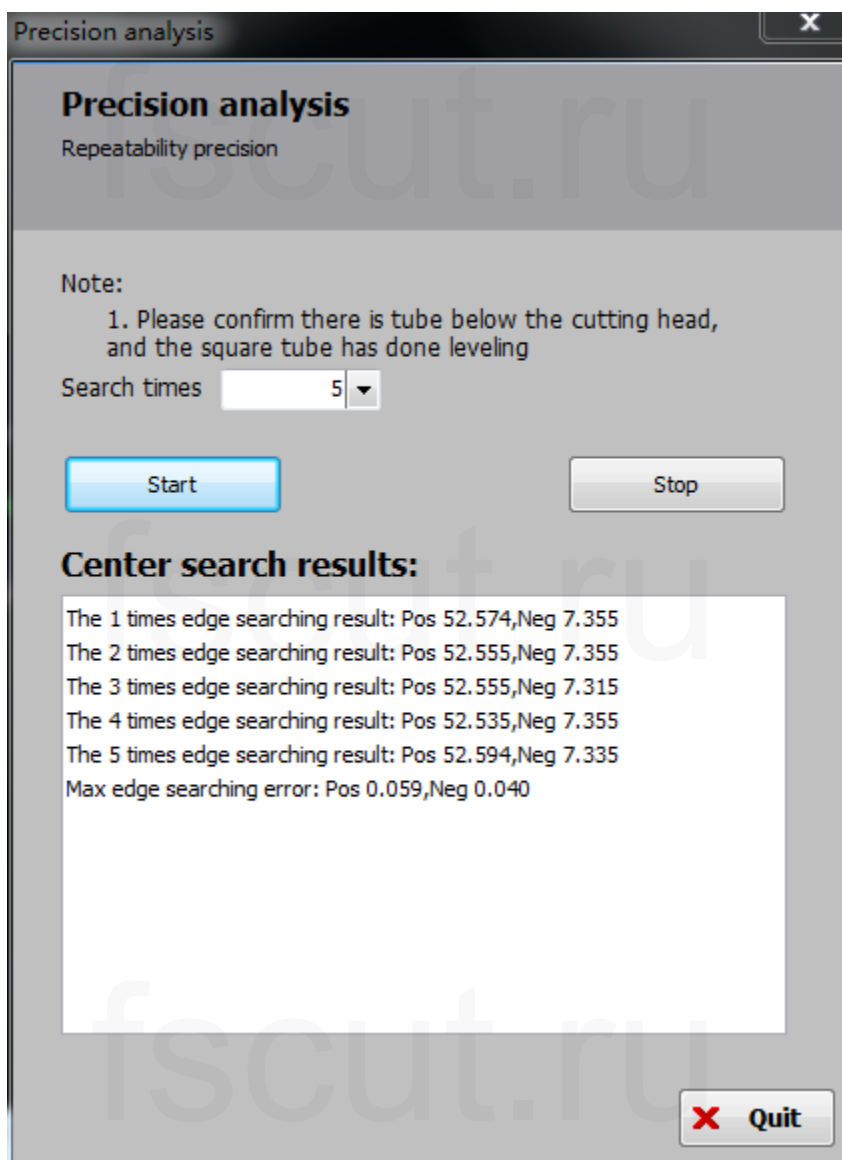 Precision analysis
Precision analysis
Repeatability precision
Note:
1. Please confirm there is tube below the cutting head,
and the square tube has done leveling
Search times 5
Start Stop
Center search results:
The 1 times edge searching result: Pos 52.574,Neg 7.355
The 2 times edge searching result: Pos 52.555,Neg 7.355
The 3 times edge searching result: Pos 52.555,Neg 7.315
The 4 times edge searching result: Pos 52.535,Neg 7.355
The 5 times edge searching result: Pos 52.594,Neg 7.335
Max edge searching error: Pos 0.059,Neg 0.040
Quit
fscut.ru
fscut.ru
fscut.ru